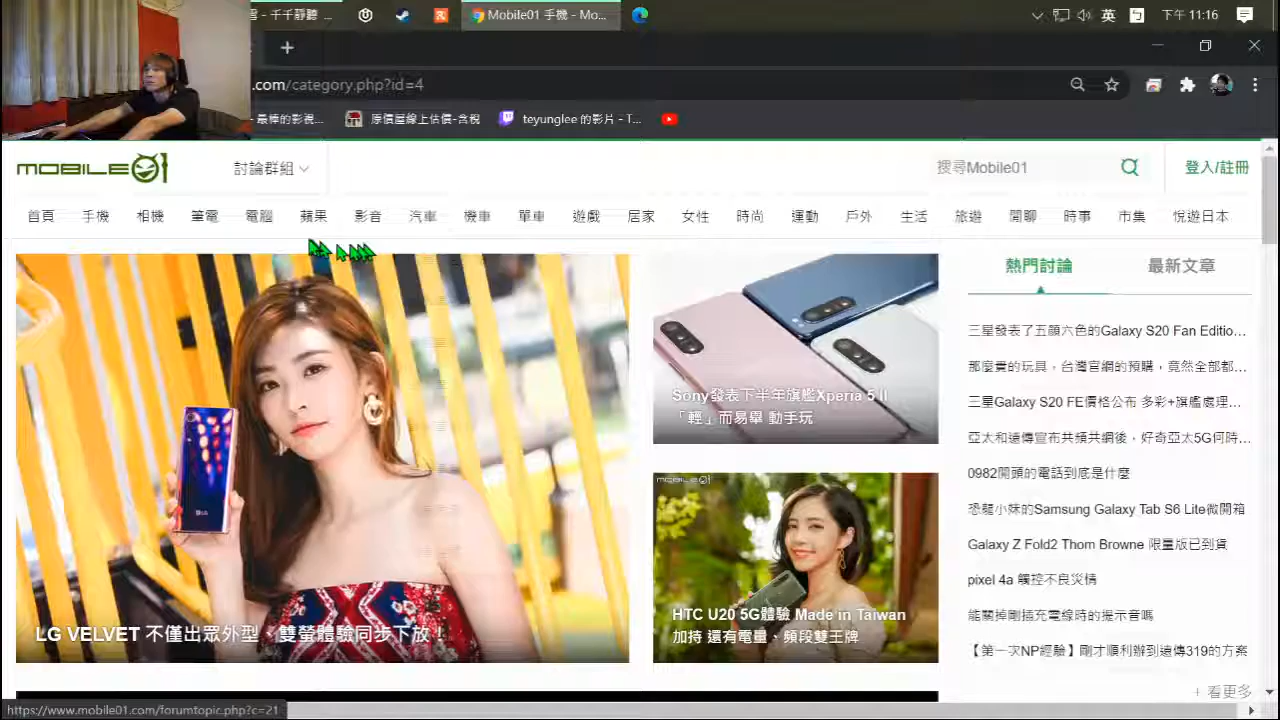 千千靜聽 ...
Mobile01 手機 - Mo...
英
下午 11:16
.com/category.php?id=4
- 最棒的影視...
原價屋線上估價-含稅
teyunglee 的影片 - T...
MOBILE01
討論群組
搜尋Mobile01
登入/註冊
首頁 手機 相機 筆電 電腦 蘋果 影音 汽車 機車 單車 遊戲 居家 女性 時尚 運動 戶外 生活 旅遊 閒聊 時事 市集 悅遊日本
LG VELVET 不僅出眾外型、雙螢體驗同步下放！
Sony發表下半年旗艦Xperia 5 II
「輕」而易舉 動手玩
MOBILE01
HTC U20 5G體驗 Made in Taiwan
加持 還有電量、頻段雙王牌
熱門討論 最新文章
三星發表了五顏六色的Galaxy S20 Fan Editio...
那麼貴的玩具，台灣官網的預購，竟然全部都...
三星Galaxy S20 FE價格公布 多彩+旗艦處理...
亞太和遠傳宣布共頻共網後，好奇亞太5G何時...
0982開頭的電話到底是什麼
恐龍小妹的Samsung Galaxy Tab S6 Lite微開箱
Galaxy Z Fold2 Thom Browne 限量版已到貨
pixel 4a 觸控不良災情
能關掉剛插充電線時的提示音嗎
【第一次NP經驗】剛才順利辦到遠傳319的方案
+ 看更多
https://www.mobile01.com/forumtopic.php?c=21